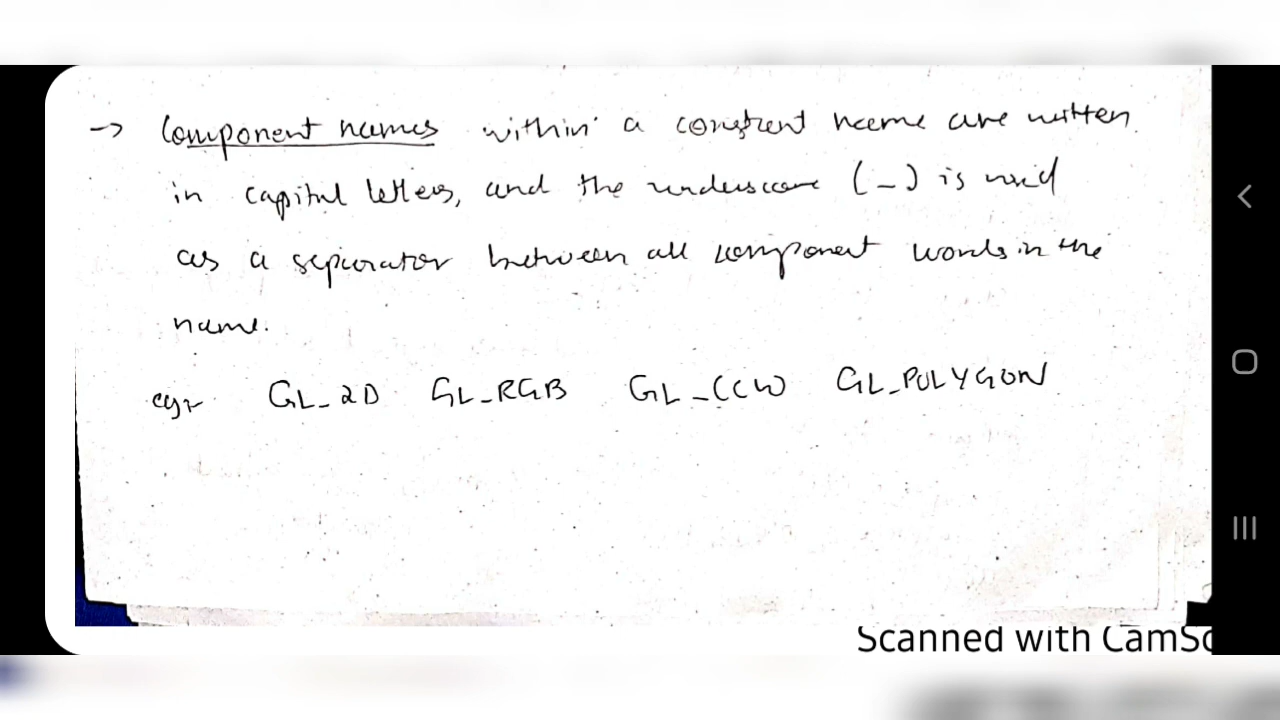 → Component names within a constant name are written
in capital letters, and the underscore (_) is used
as a separator between all component words in the
name.
eg:- GL_2D GL_RGB GL_CCW GL_POLYGON
Scanned with CamSc